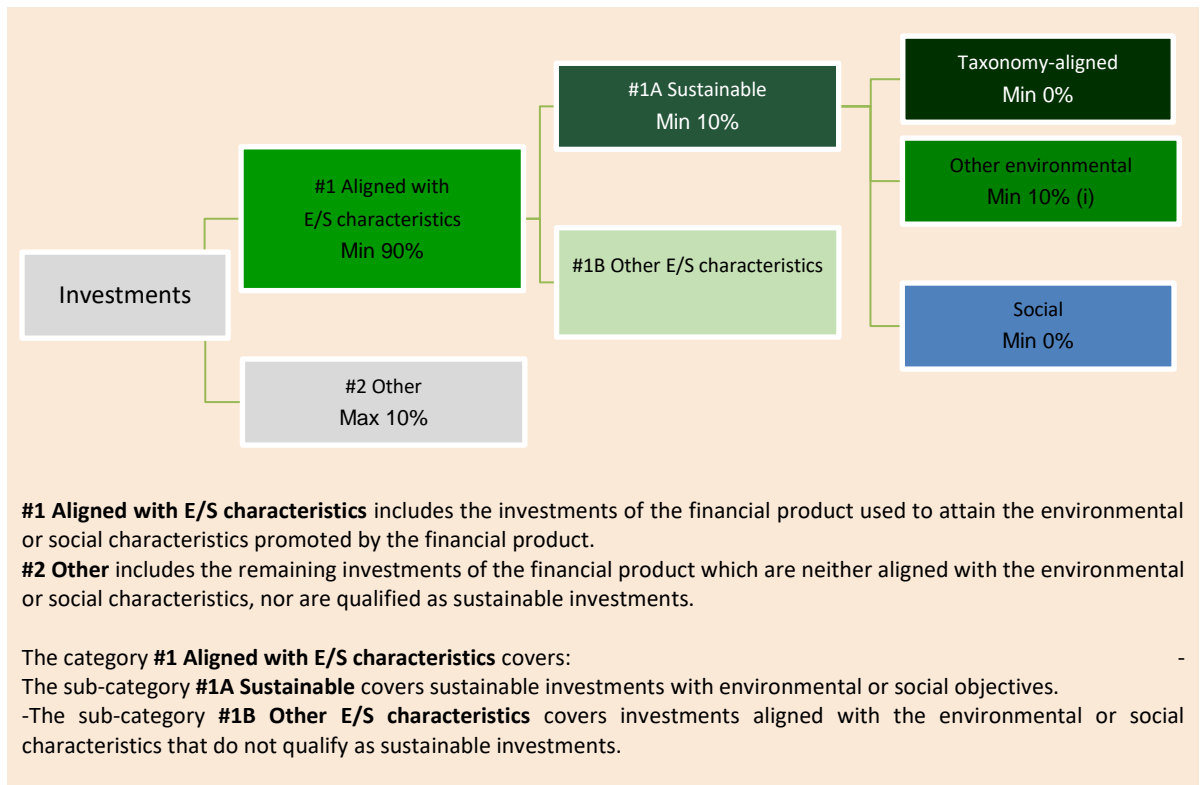 Investments
#1 Aligned with
E/S characteristics
Min 90%
#2 Other
Max 10%
#1A Sustainable
Min 10%
#1B Other E/S characteristics
Taxonomy-aligned
Min 0%
Other environmental
Min 10% (i)
Social
Min 0%
#1 Aligned with E/S characteristics includes the investments of the financial product used to attain the environmental
or social characteristics promoted by the financial product.
#2 Other includes the remaining investments of the financial product which are neither aligned with the environmental
or social characteristics, nor are qualified as sustainable investments.
The category #1 Aligned with E/S characteristics covers: -
The sub-category #1A Sustainable covers sustainable investments with environmental or social objectives.
-The sub-category #1B Other E/S characteristics covers investments aligned with the environmental or social
characteristics that do not qualify as sustainable investments.